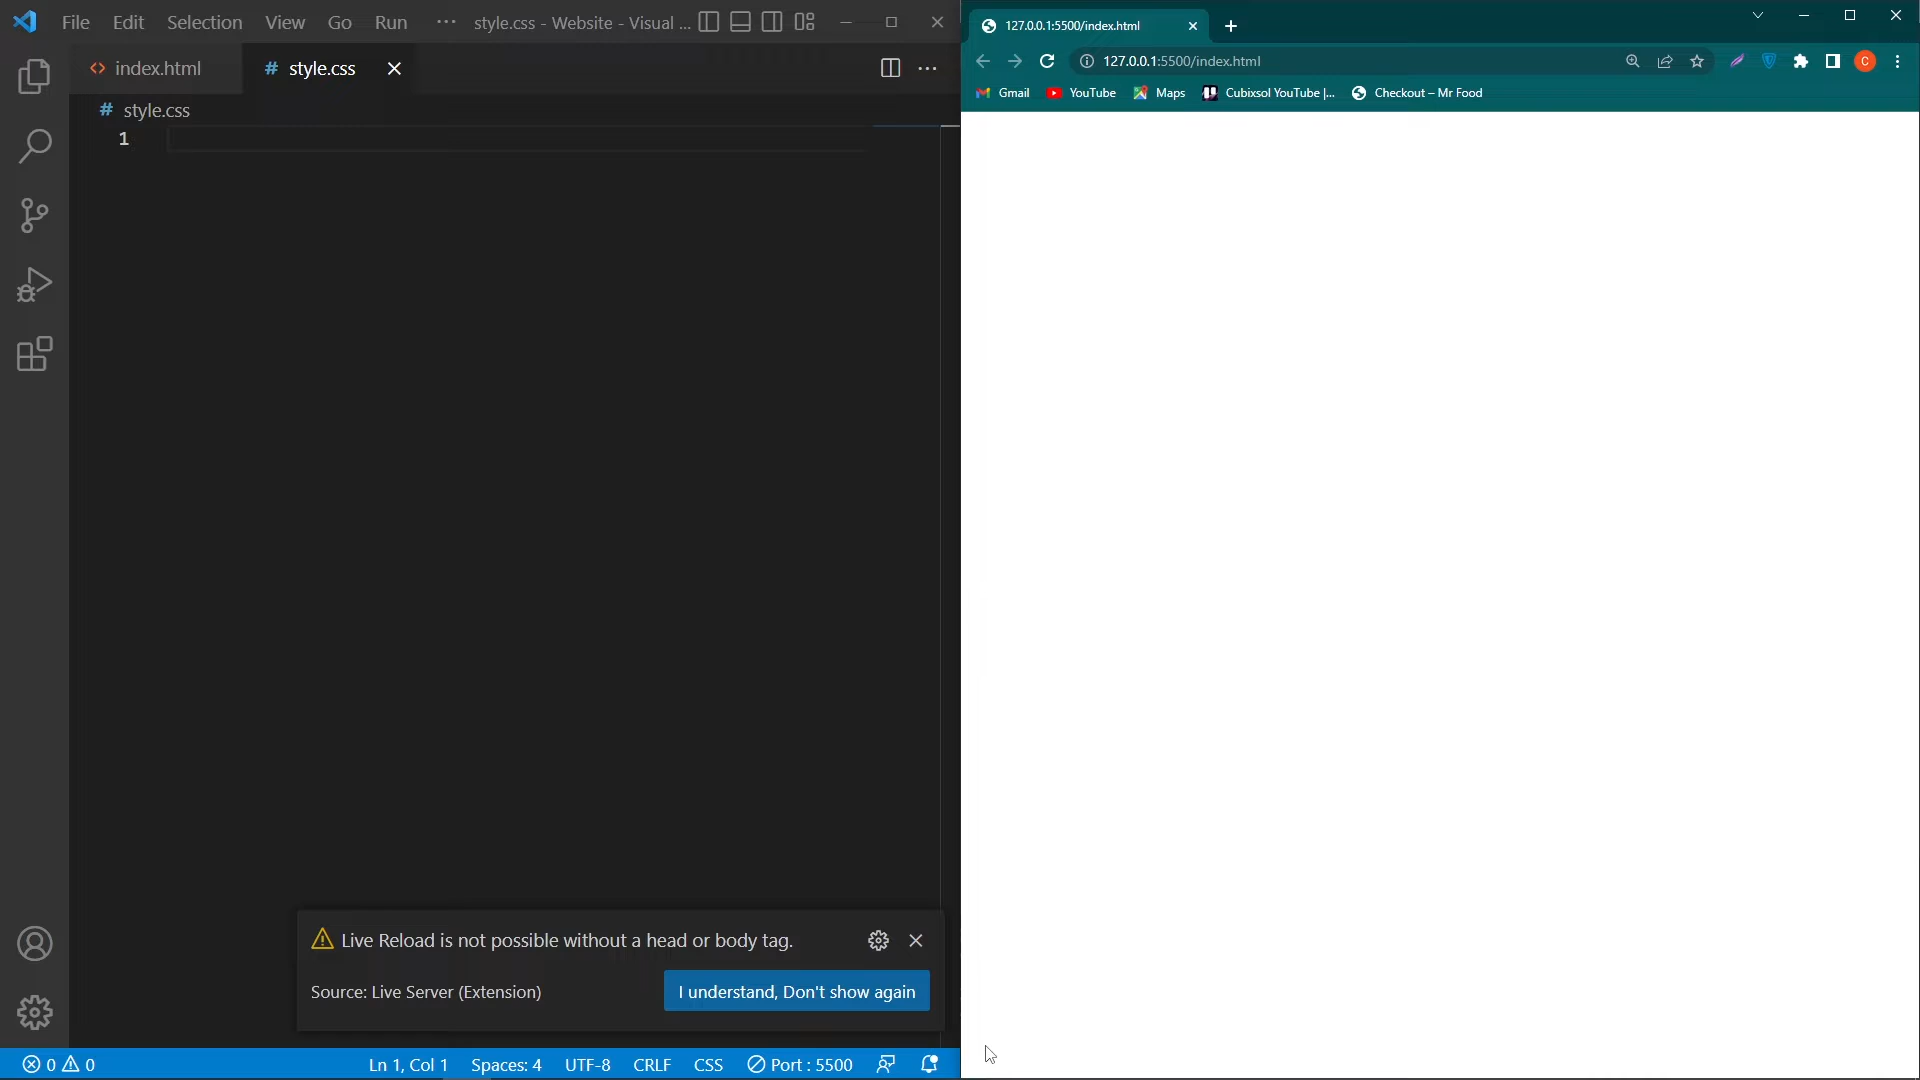 File Edit Selection View Go Run ··· style.css - Website - Visual ...
index.html
# style.css
# style.css
1
Live Reload is not possible without a head or body tag.
Source: Live Server (Extension)
I understand, Don't show again
0 0
Ln 1, Col 1
Spaces: 4
UTF-8
CRLF
CSS
Port : 5500
127.0.0.1:5500/index.html
127.0.0.1:5500/index.html
C
Gmail
YouTube
Maps
Cubixsol YouTube |...
Checkout – Mr Food